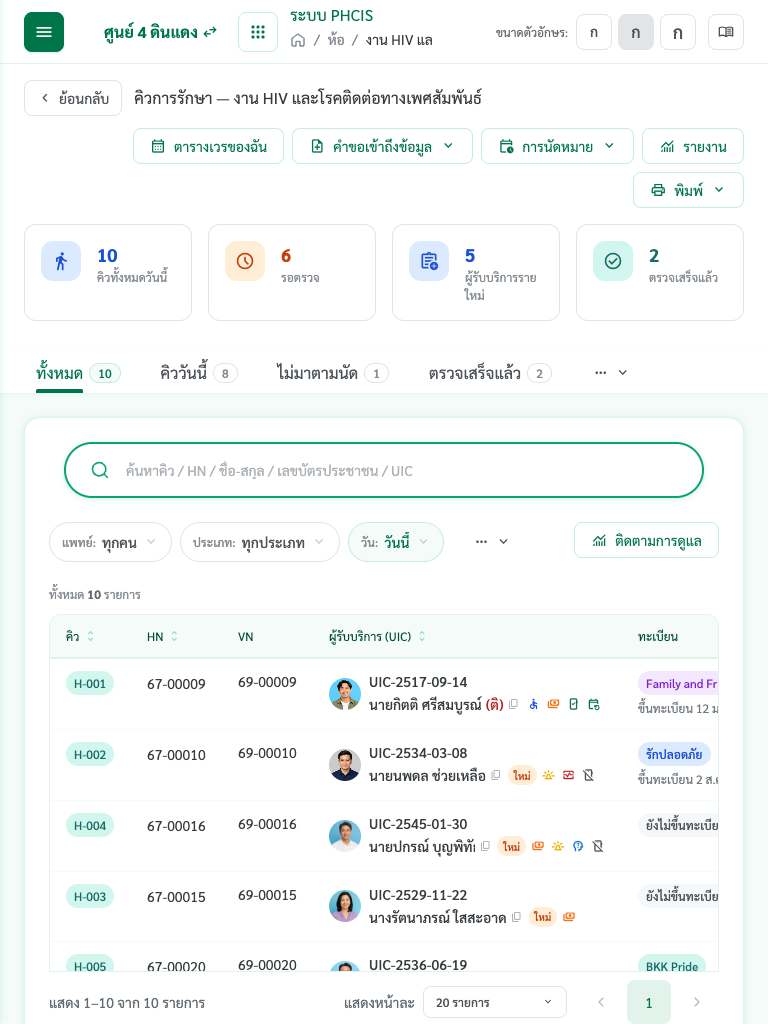 ศูนย์ 4 ดินแดง
ระบบ PHCIS
/ ห้อ / งาน HIV แล
ขนาดตัวอักษร: ก ก ก
ย้อนกลับ
คิวการรักษา — งาน HIV และโรคติดต่อทางเพศสัมพันธ์
ตารางเวรของฉัน
คำขอเข้าถึงข้อมูล
การนัดหมาย
รายงาน
พิมพ์
10
คิวทั้งหมดวันนี้
6
รอตรวจ
5
ผู้รับบริการราย
ใหม่
2
ตรวจเสร็จแล้ว
ทั้งหมด 10
คิววันนี้ 8
ไม่มาตามนัด 1
ตรวจเสร็จแล้ว 2
ค้นหาคิว / HN / ชื่อ-สกุล / เลขบัตรประชาชน / UIC
แพทย์: ทุกคน
ประเภท: ทุกประเภท
วัน: วันนี้
ติดตามการดูแล
ทั้งหมด 10 รายการ
คิว HN VN ผู้รับบริการ (UIC) ทะเบียน
H-001 67-00009 69-00009 UIC-2517-09-14 Family and Fr
นายกิตติ ศรีสมบูรณ์ (ติ) ขึ้นทะเบียน 12 ม
H-002 67-00010 69-00010 UIC-2534-03-08 รักปลอดภัย
นายนพดล ช่วยเหลือ ใหม่ ขึ้นทะเบียน 2 ส.
H-004 67-00016 69-00016 UIC-2545-01-30 ยังไม่ขึ้นทะเบีย
นายปกรณ์ บุญพิทั ใหม่
H-003 67-00015 69-00015 UIC-2529-11-22 ยังไม่ขึ้นทะเบีย
นางรัตนาภรณ์ ใสสะอาด ใหม่
H-005 67-00020 69-00020 UIC-2536-06-19 BKK Pride
แสดง 1–10 จาก 10 รายการ
แสดงหน้าละ 20 รายการ 1